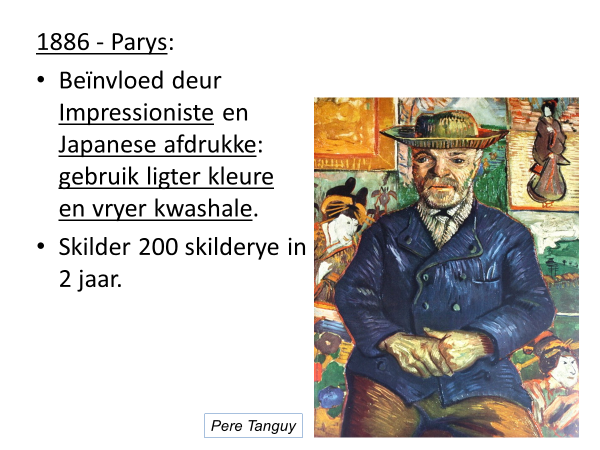 1886 - Parys:
• Beïnvloed deur
Impressioniste en
Japanese afdrukke:
gebruik ligter kleure
en vryer kwashale.
• Skilder 200 skilderye in
2 jaar.
Pere Tanguy